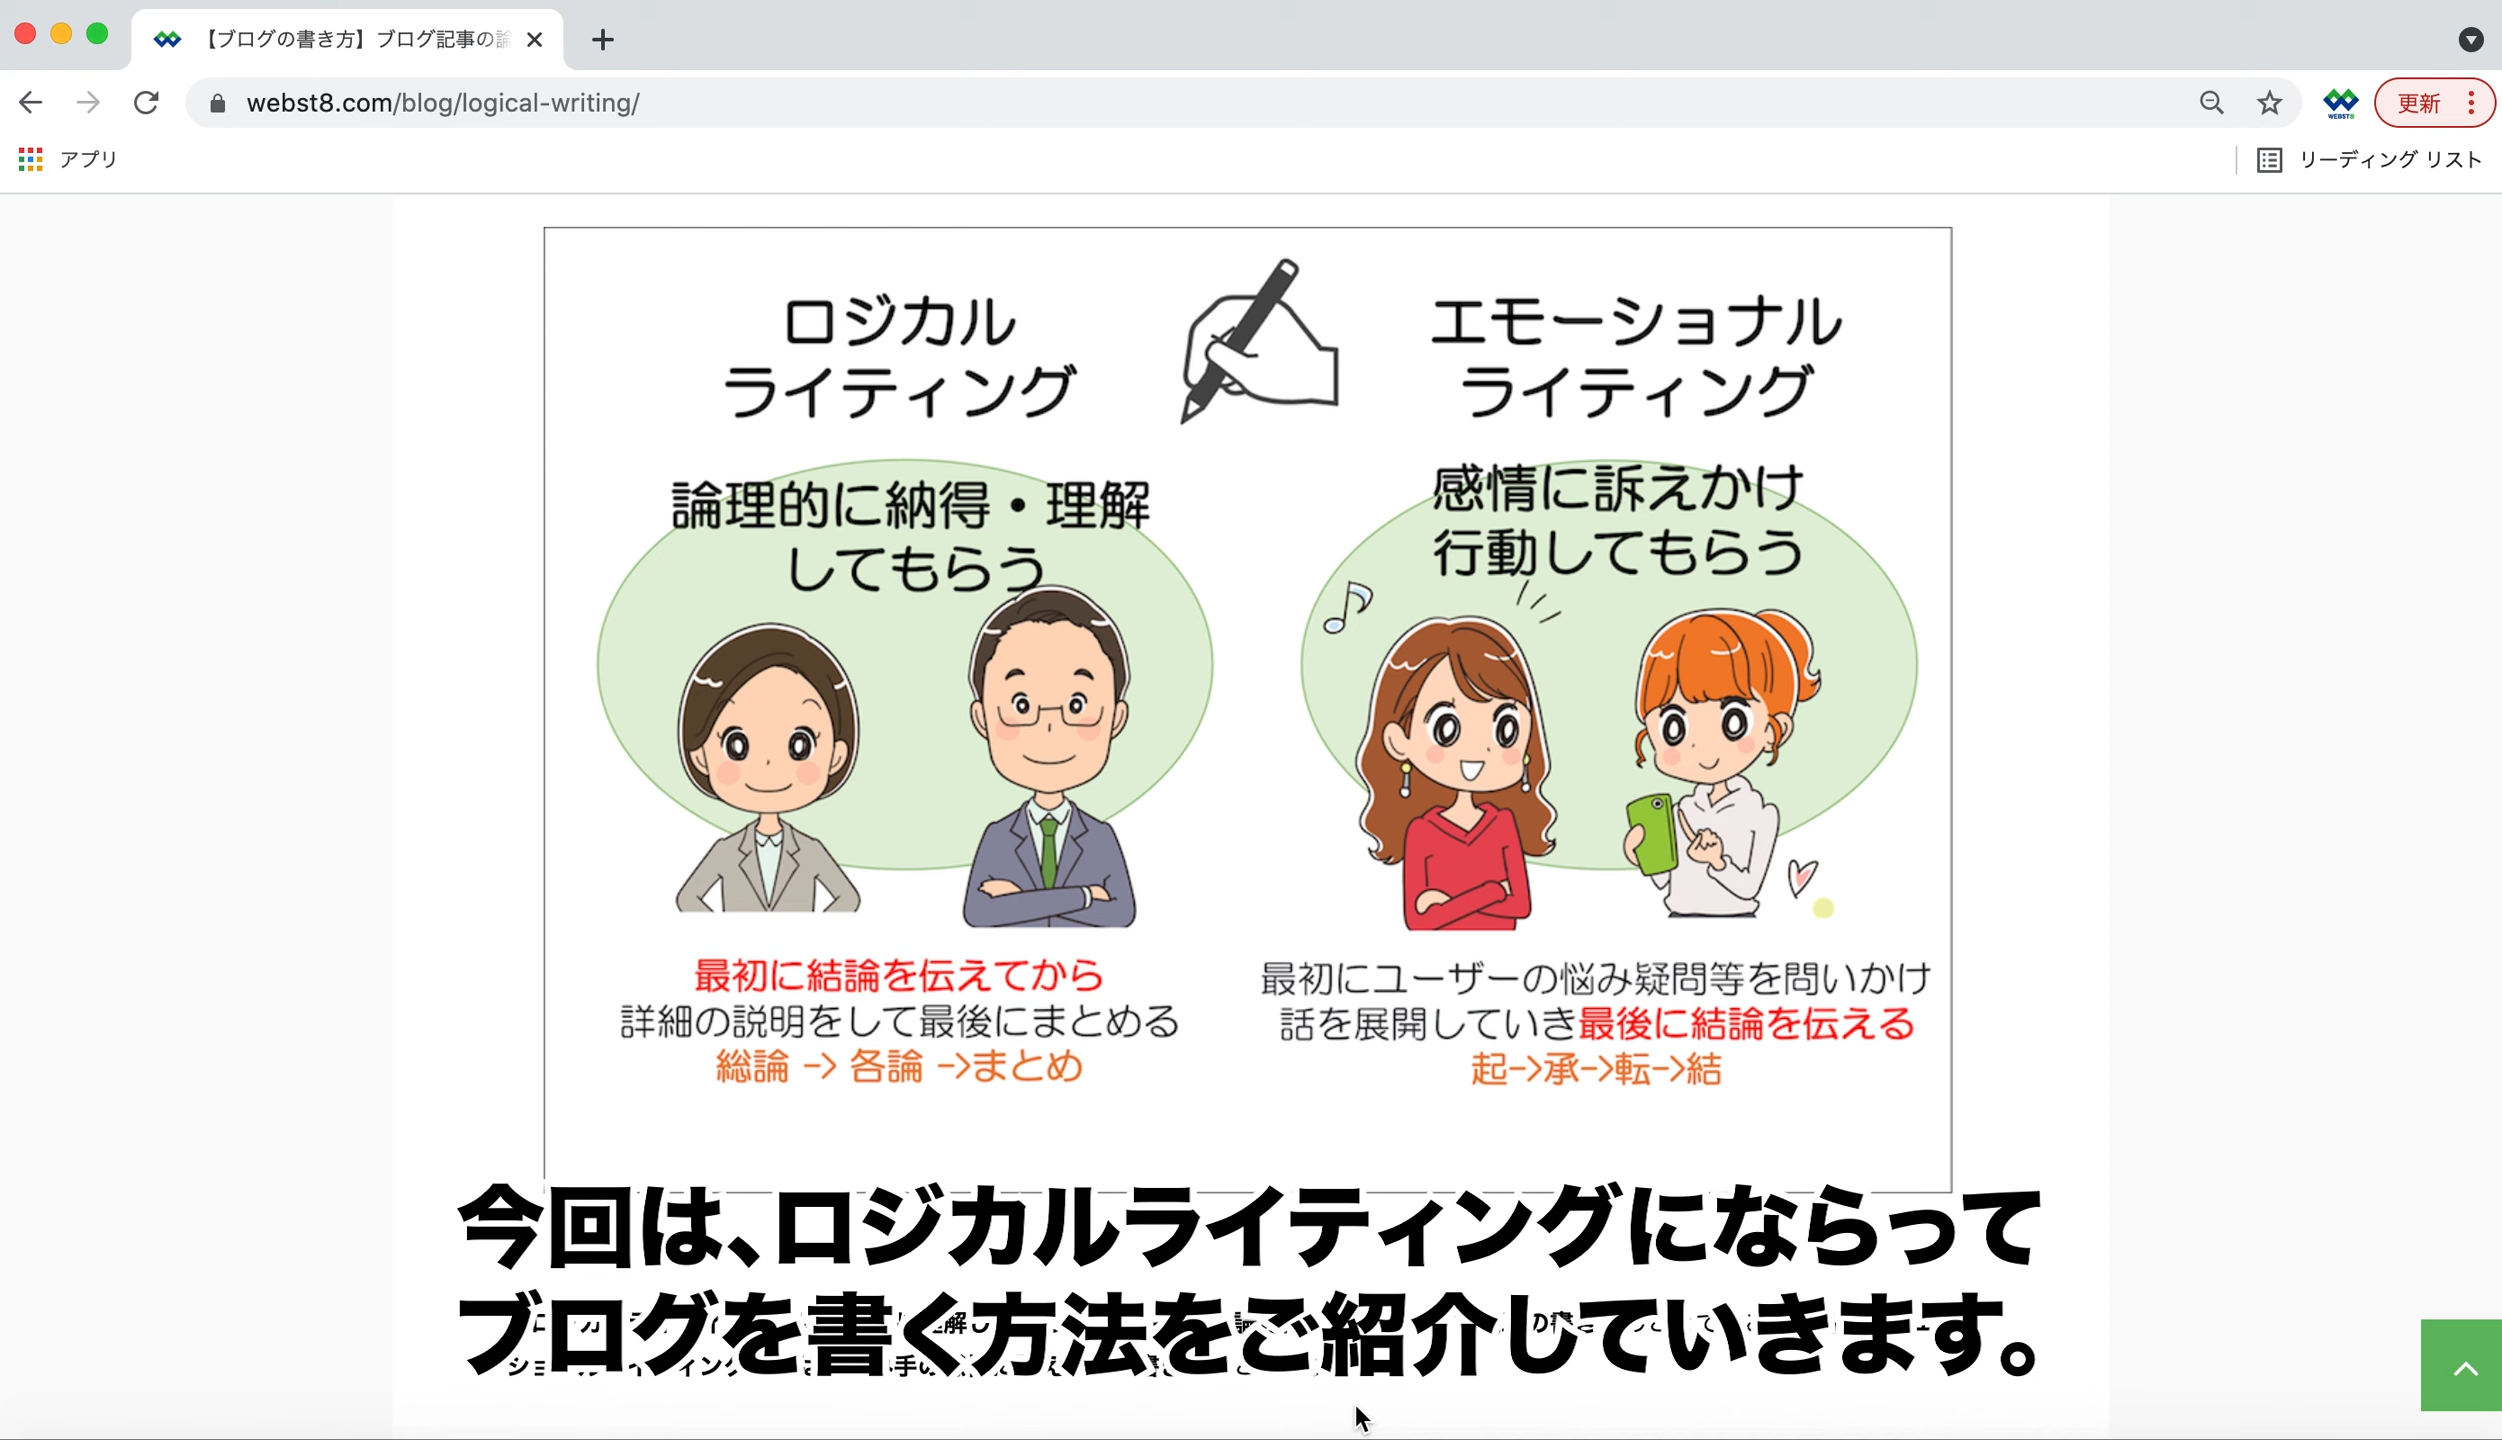 【ブログの書き方】ブログ記事の論
webst8.com/blog/logical-writing/
WEBST8
更新
アプリ
リーディング リスト
ロジカル
ライティング
エモーショナル
ライティング
論理的に納得・理解
してもらう
感情に訴えかけ
行動してもらう
最初に結論を伝えてから
詳細の説明をして最後にまとめる
総論 -> 各論 ->まとめ
最初にユーザーの悩み疑問等を問いかけ
話を展開していき最後に結論を伝える
起->承->転->結
今回は、ロジカルライティングにならって
ブログを書く方法をご紹介していきます。